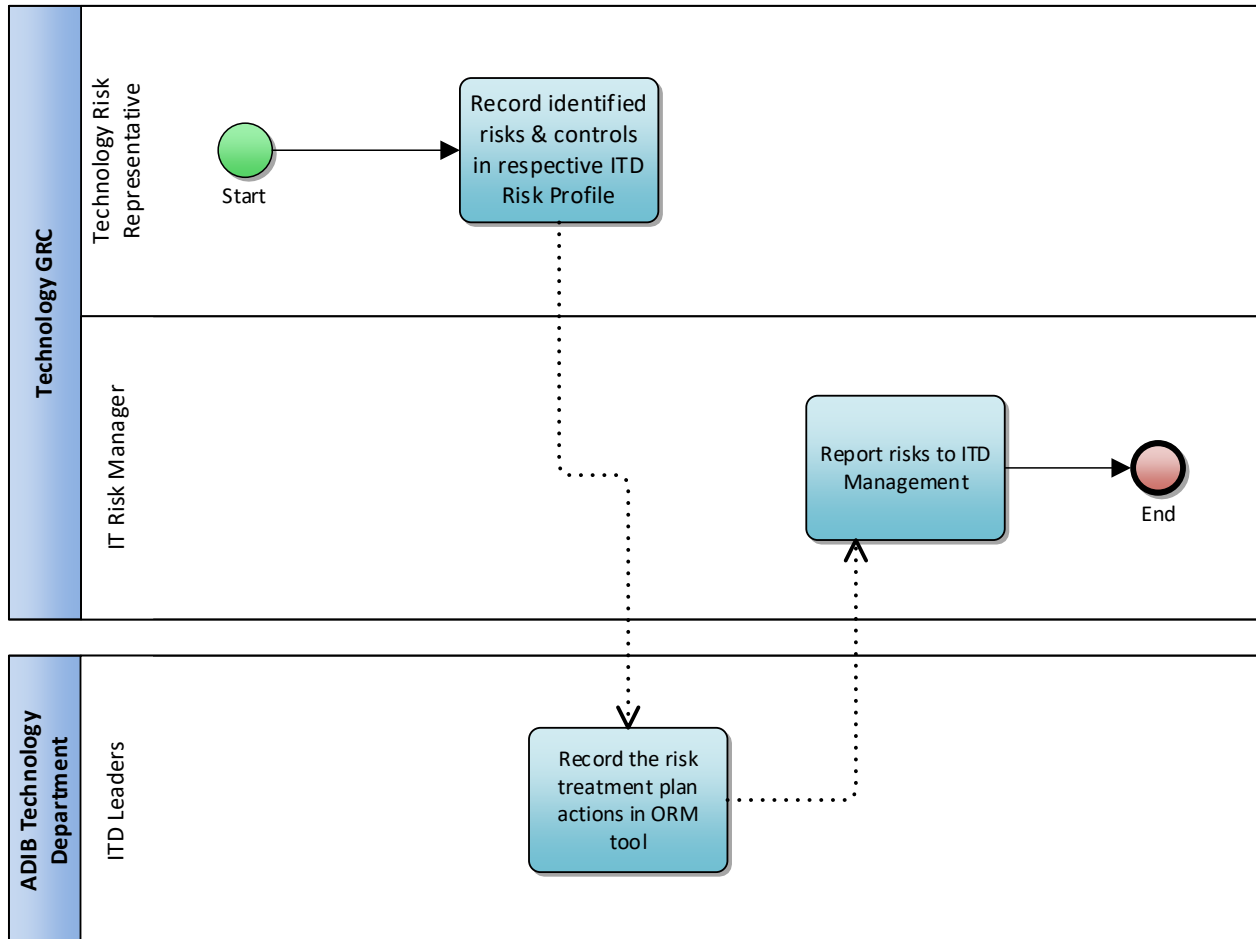 Technology GRC
Technology Risk
Representative
Start
Record identified
risks & controls
in respective ITD
Risk Profile
IT Risk Manager
Report risks to ITD
Management
End
ADIB Technology
Department
ITD Leaders
Record the risk
treatment plan
actions in ORM
tool